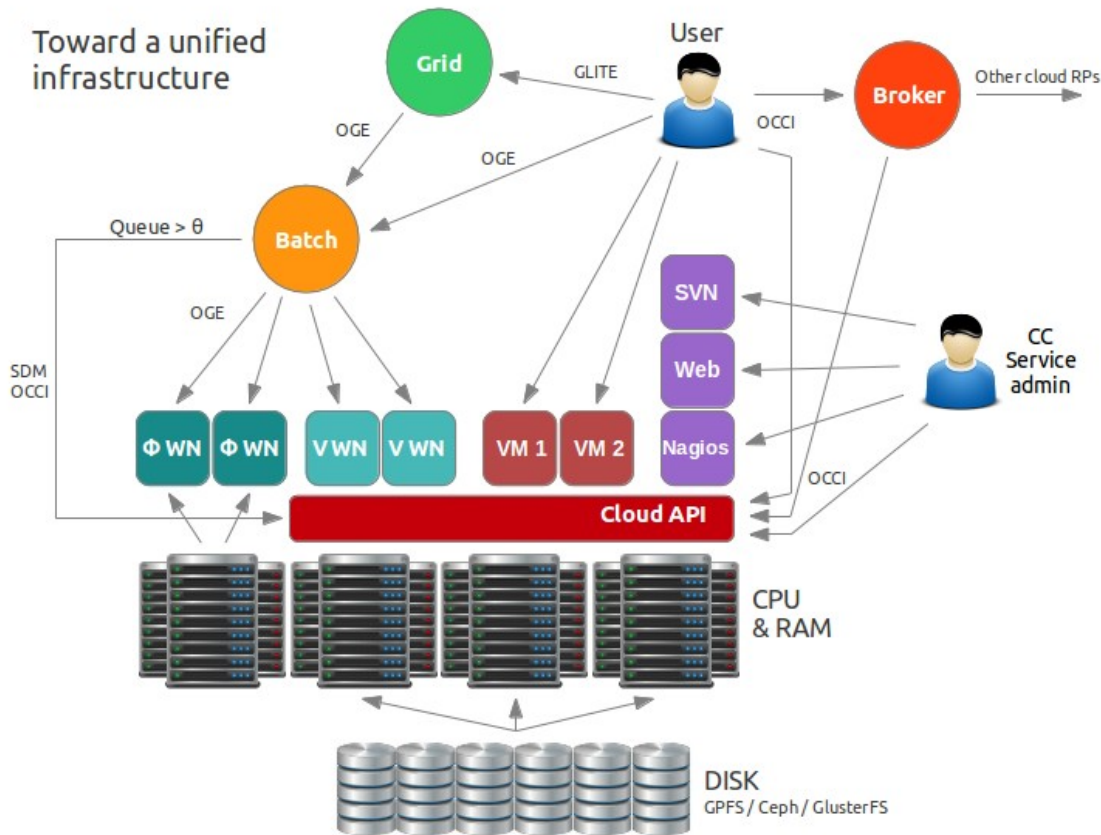 Toward a unified
infrastructure
User
Grid
GLITE
Broker
Other cloud RPs
OCCI
OGE
OGE
Queue > θ
Batch
SVN
OGE
CC
Service
admin
Web
SDM
OCCI
Φ WN
Φ WN
V WN
V WN
VM 1
VM 2
Nagios
OCCI
Cloud API
CPU
& RAM
DISK
GPFS / Ceph / GlusterFS